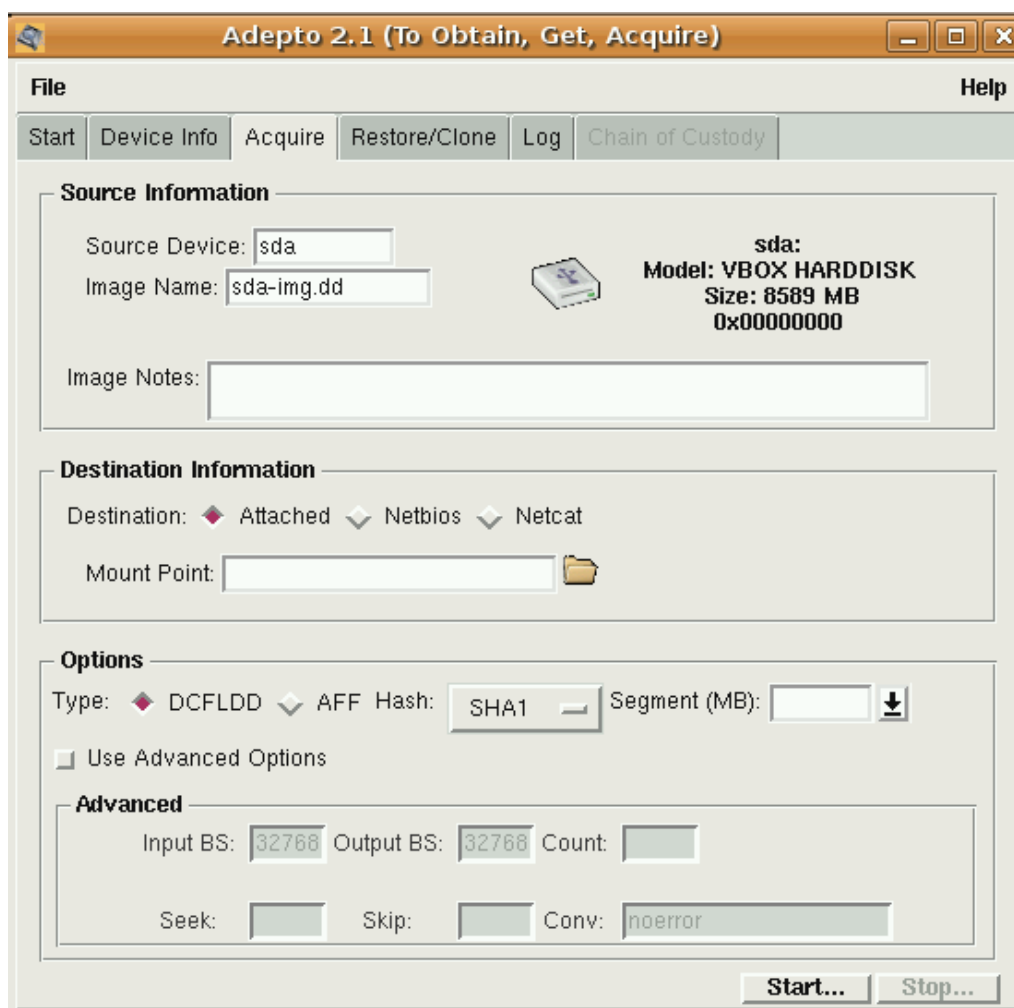 Adepto 2.1 (To Obtain, Get, Acquire)
File Help
Start Device Info Acquire Restore/Clone Log Chain of Custody
Source Information
Source Device: sda
Image Name: sda-img.dd
sda:
Model: VBOX HARDDISK
Size: 8589 MB
0x00000000
Image Notes:
Destination Information
Destination: Attached Netbios Netcat
Mount Point:
Options
Type: DCFLDD AFF Hash: SHA1 Segment (MB):
Use Advanced Options
Advanced
Input BS: 32768 Output BS: 32768 Count:
Seek: Skip: Conv: noerror
Start... Stop...